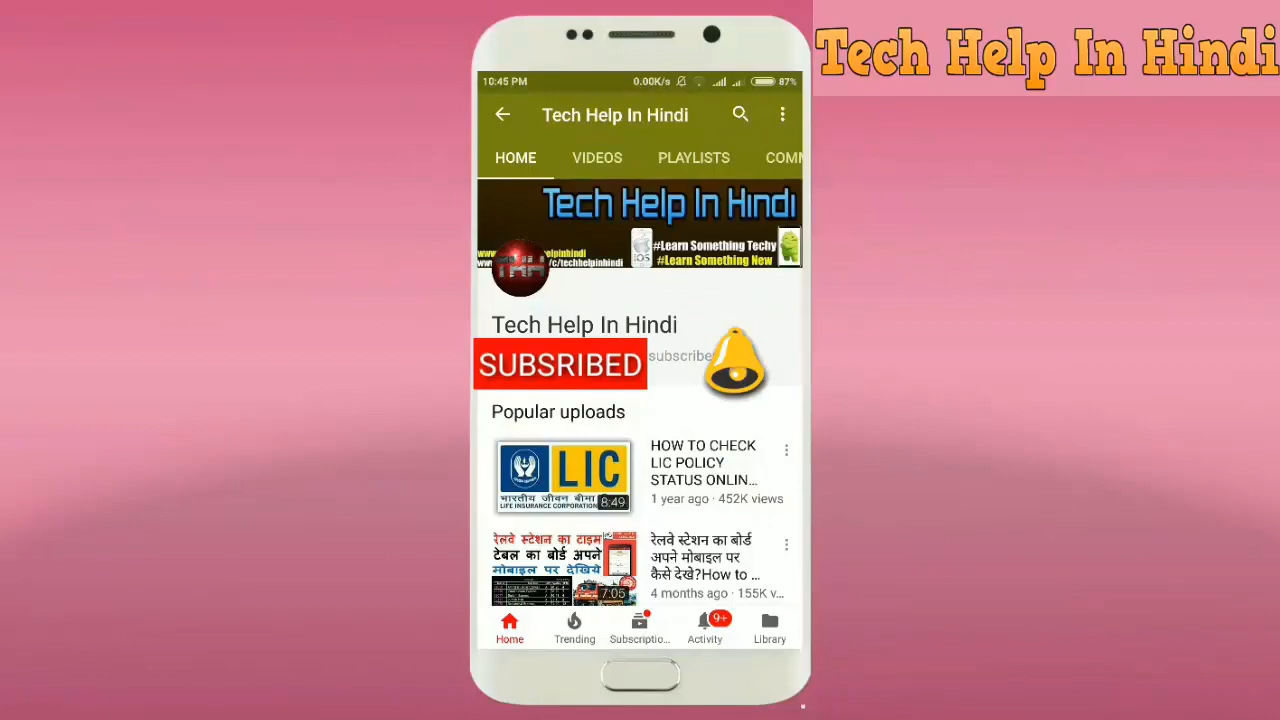 Tech Help In Hindi
10:45 PM 0.00K/s 87%
Tech Help In Hindi
HOME VIDEOS PLAYLISTS COMM
Tech Help In Hindi
#Learn Something Techy
iOS
#Learn Something New
/c/techhelpinhindi
TKH
Tech Help In Hindi
SUBSRIBED subscribe
Popular uploads
LIC
भारतीय जीवन बीमा
LIFE INSURANCE CORPORATION
8:49
HOW TO CHECK
LIC POLICY
STATUS ONLIN...
1 year ago · 452K views
रेलवे स्टेशन का टाइम
टेबल का बोर्ड अपने
मोबाइल पर देखिये
7:05
रेलवे स्टेशन का बोर्ड
अपने मोबाइल पर
कैसे देखे?How to ...
4 months ago · 155K v...
Home Trending Subscriptio... 9+ Activity Library